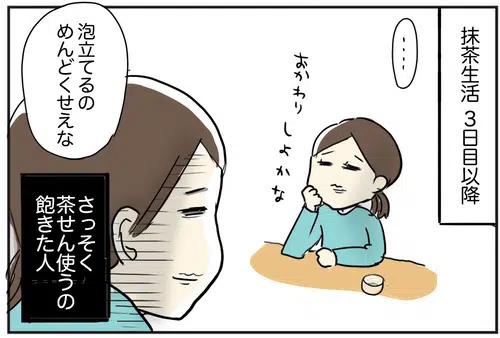 抹茶生活 3日目以降
‥‥
おかわり
しよかな
泡立てるの
めんどくせえな
さっそく
茶せん使うの
飽きた人